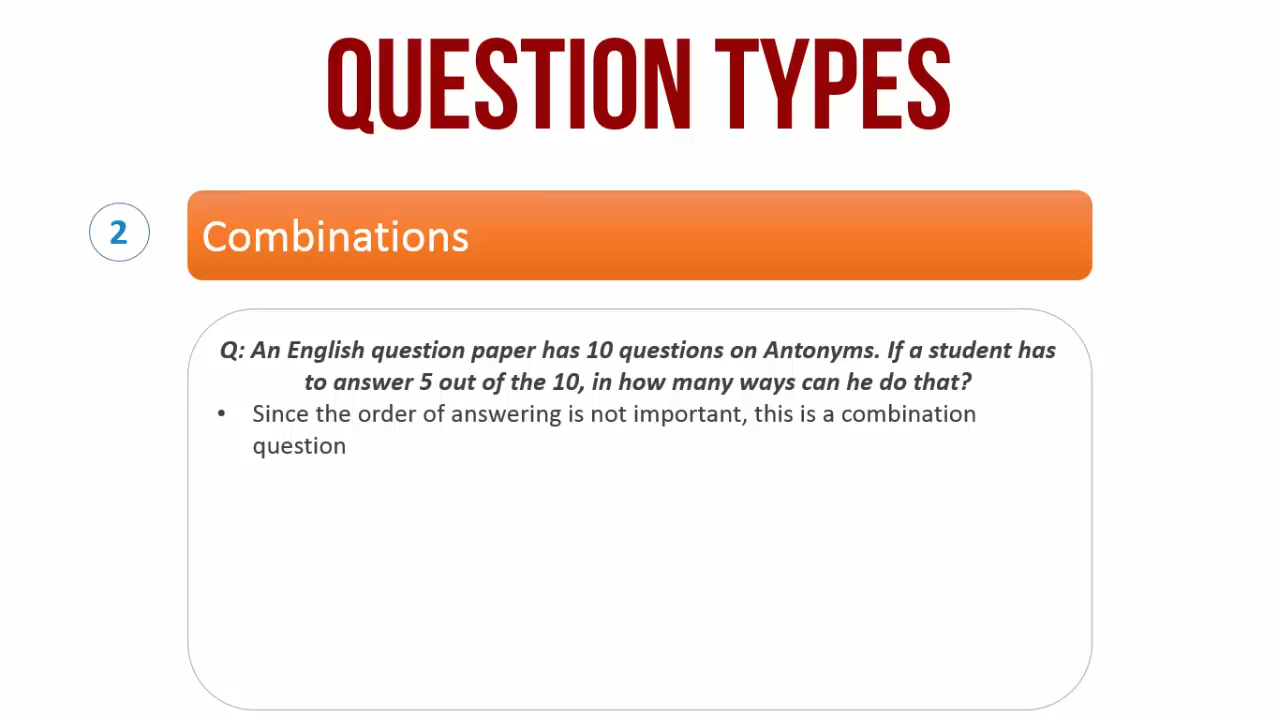 QUESTION TYPES
2
Combinations
Q: An English question paper has 10 questions on Antonyms. If a student has
to answer 5 out of the 10, in how many ways can he do that?
• Since the order of answering is not important, this is a combination
question